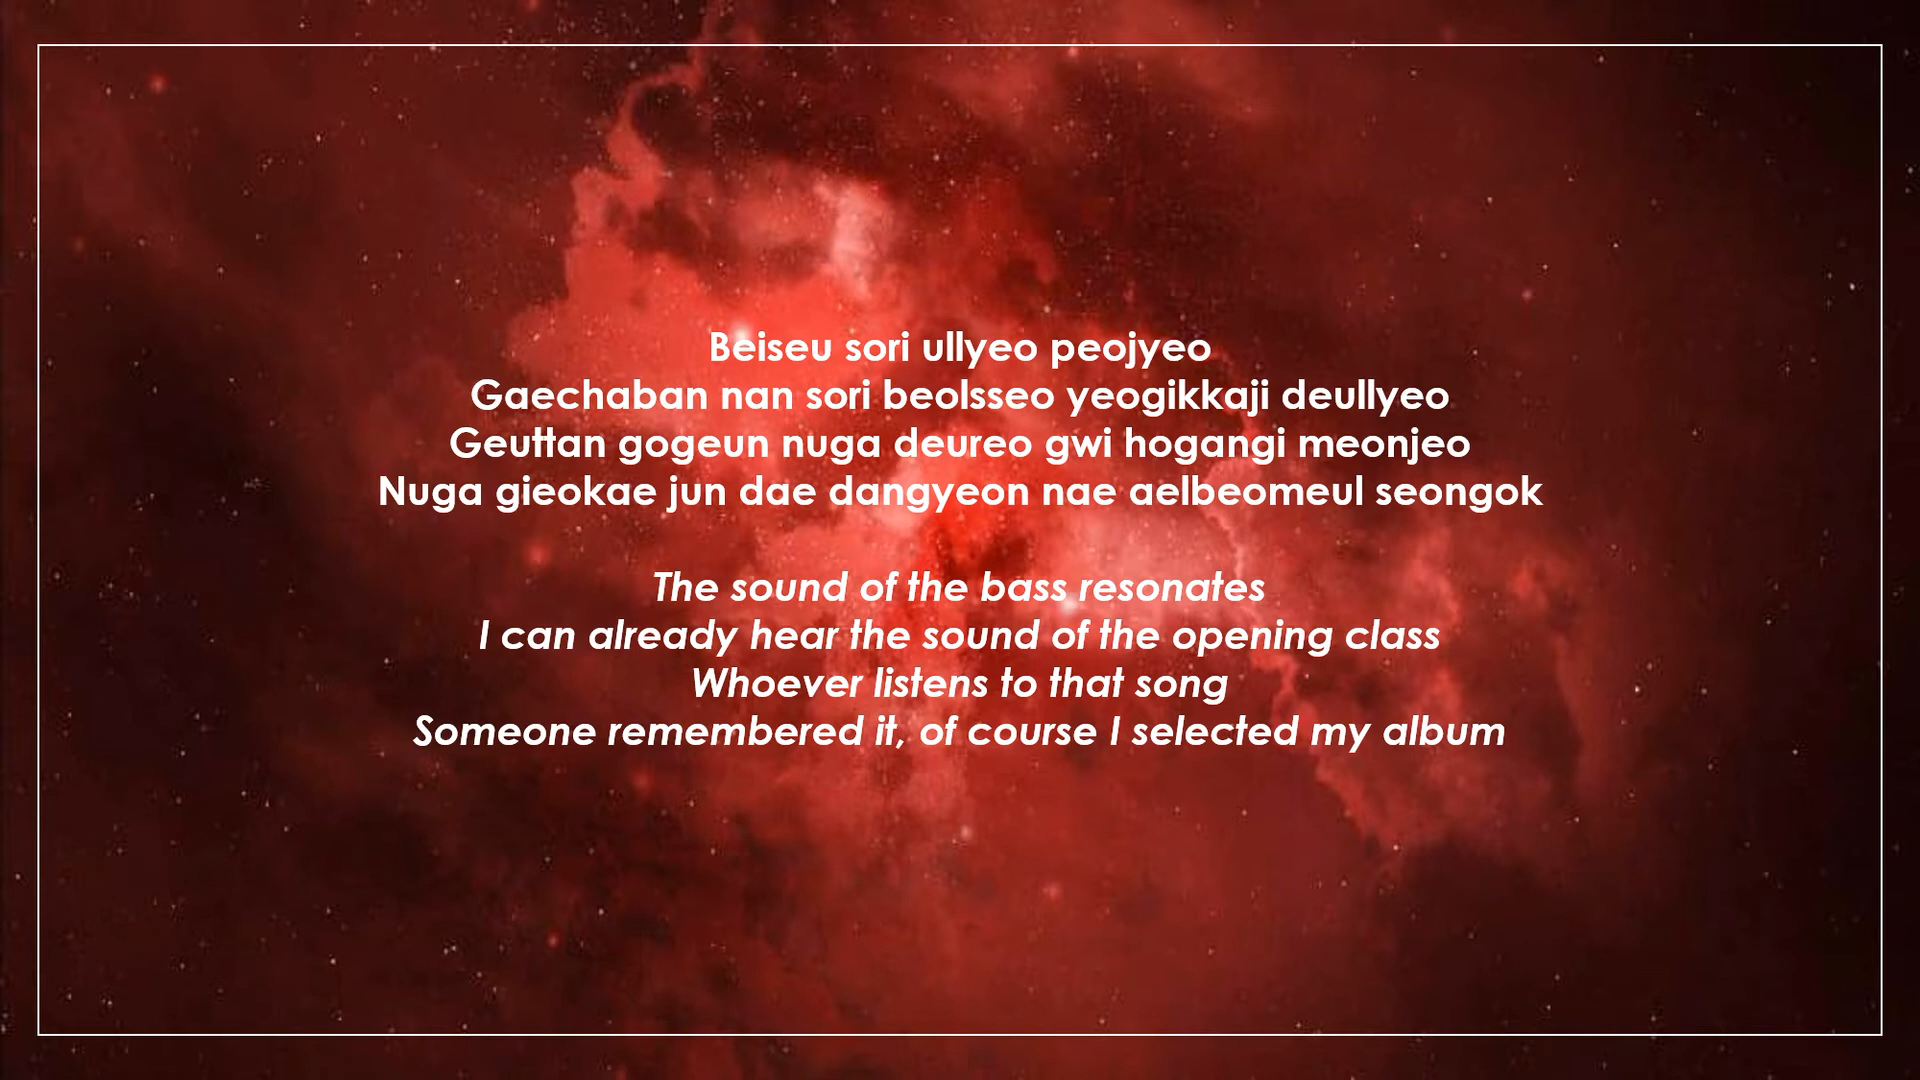 Beiseu sori ullyeo peojyeo
Gaechaban nan sori beolsseo yeogikkaji deullyeo
Geuttan gogeun nuga deureo gwi hogangi meonjeo
Nuga gieokae jun dae dangyeon nae aelbeomeul seongok
The sound of the bass resonates
I can already hear the sound of the opening class
Whoever listens to that song
Someone remembered it, of course I selected my album